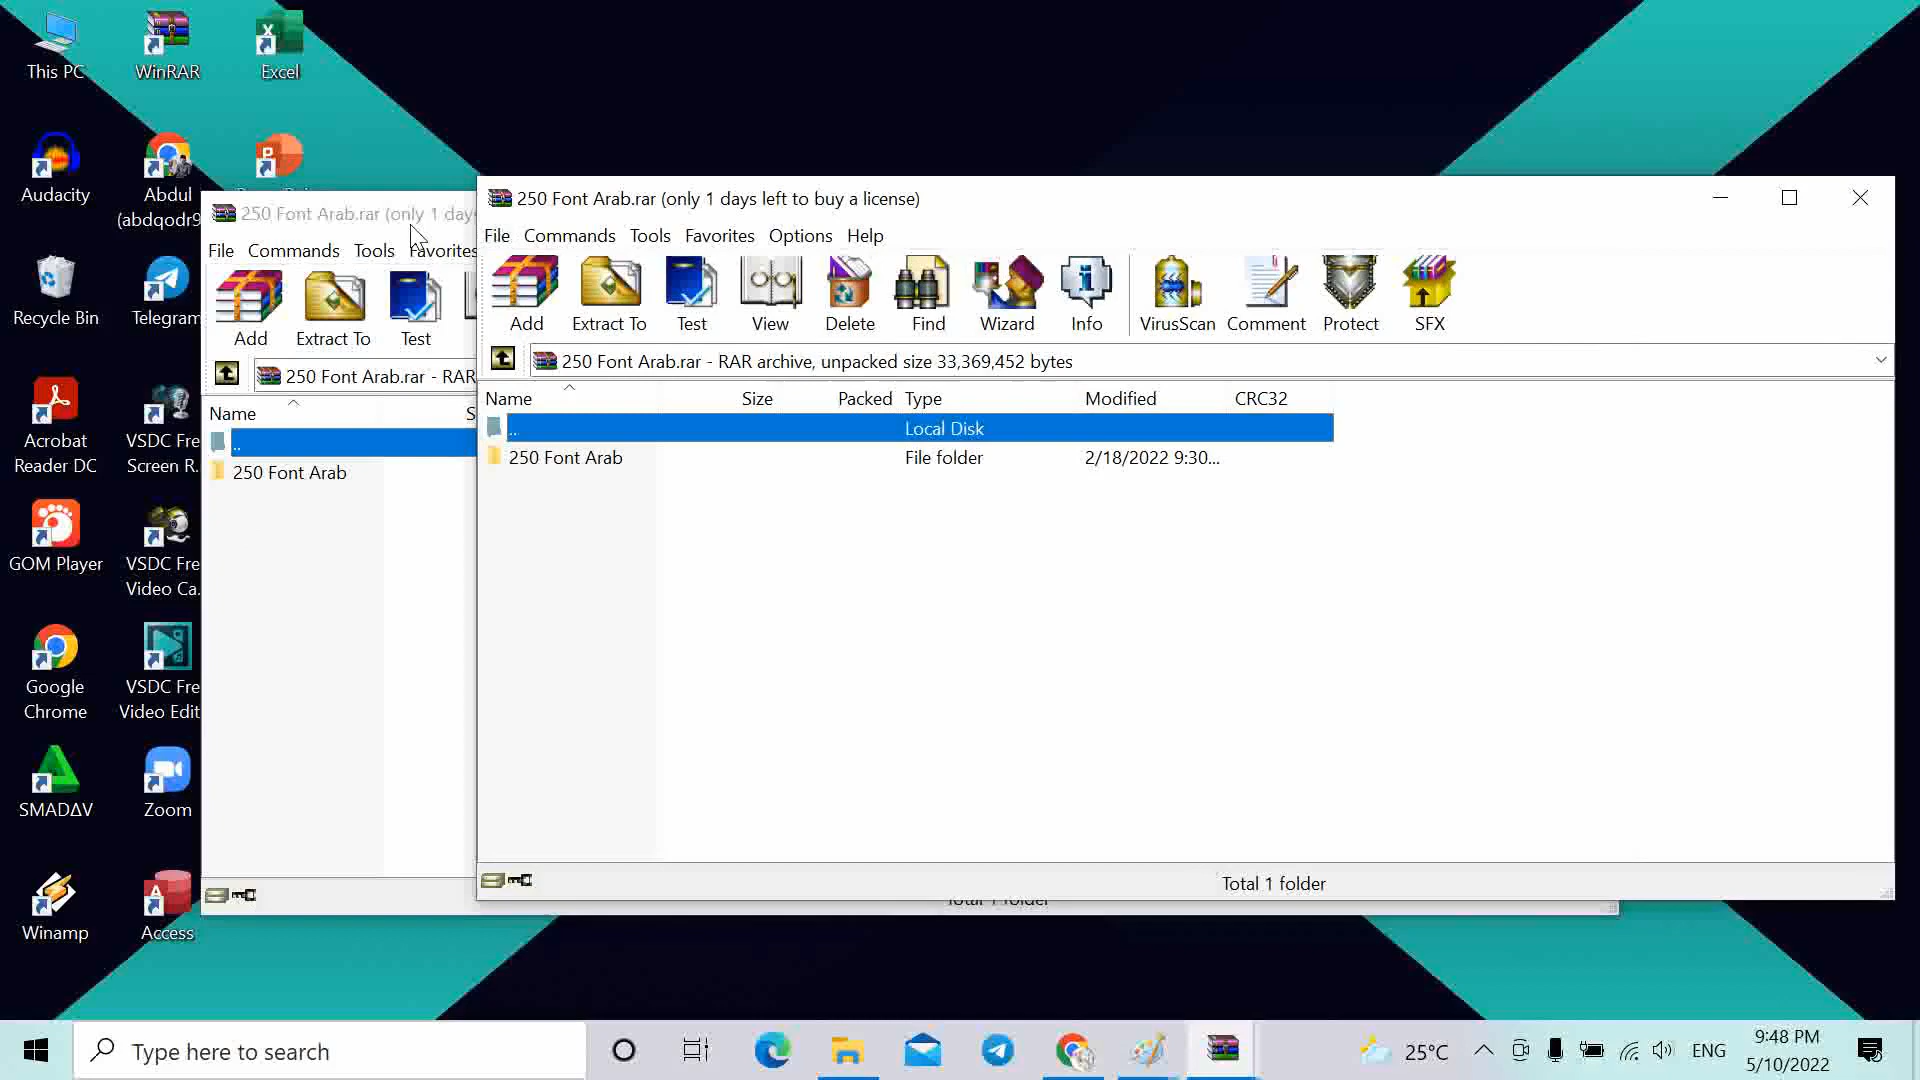 This PC
WinRAR
Excel
Audacity
Abdul
(abdqodr9
Recycle Bin
Telegram
Acrobat
Reader DC
VSDC Fre
Screen R.
GOM Player
VSDC Fre
Video Ca.
Google
Chrome
VSDC Fre
Video Edit
SMADΔV
Zoom
Winamp
Access
250 Font Arab.rar (only 1 day
File Commands Tools Favorites
Add Extract To Test
250 Font Arab.rar - RAR
Name S
..
250 Font Arab
Total 1 folder
250 Font Arab.rar (only 1 days left to buy a license)
File Commands Tools Favorites Options Help
Add Extract To Test View Delete Find Wizard Info VirusScan Comment Protect SFX
250 Font Arab.rar - RAR archive, unpacked size 33,369,452 bytes
Name Size Packed Type Modified CRC32
.. Local Disk
250 Font Arab File folder 2/18/2022 9:30...
Total 1 folder
Type here to search
25°C
ENG
9:48 PM
5/10/2022